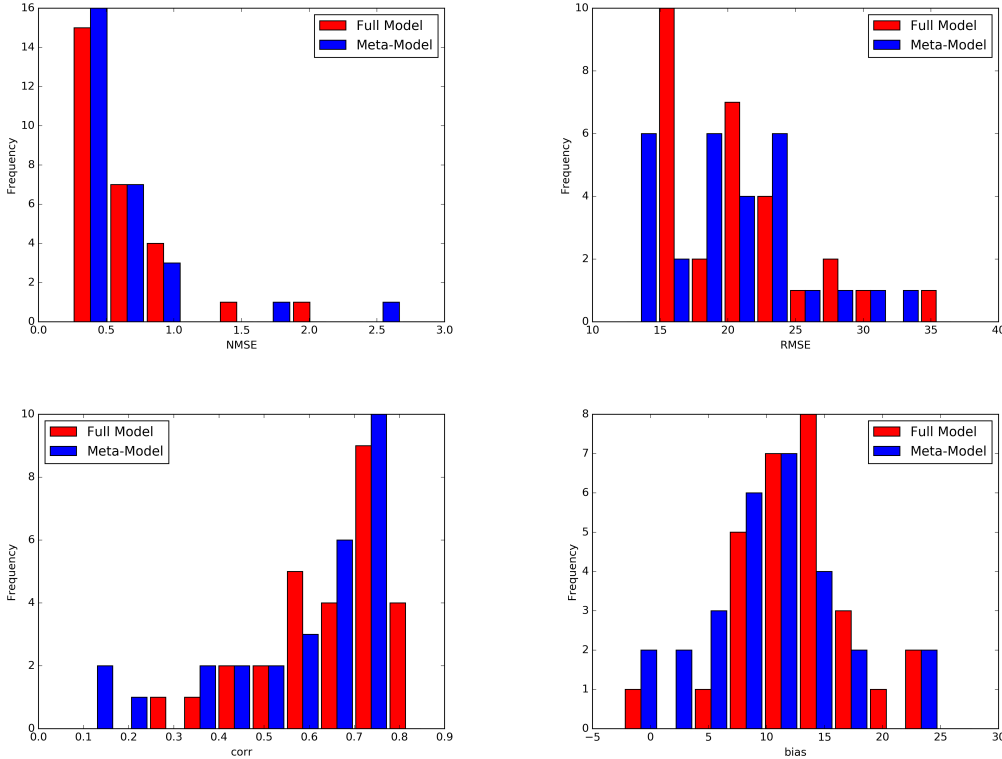 16
14
12
10
8
6
4
2
0
Frequency
0.0 0.5 1.0 1.5 2.0 2.5 3.0
NMSE
Full Model
Meta-Model
10
8
6
4
2
0
Frequency
10 15 20 25 30 35 40
RMSE
Full Model
Meta-Model
10
8
6
4
2
0
Frequency
0.0 0.1 0.2 0.3 0.4 0.5 0.6 0.7 0.8 0.9
corr
Full Model
Meta-Model
8
7
6
5
4
3
2
1
0
Frequency
−5 0 5 10 15 20 25 30
bias
Full Model
Meta-Model